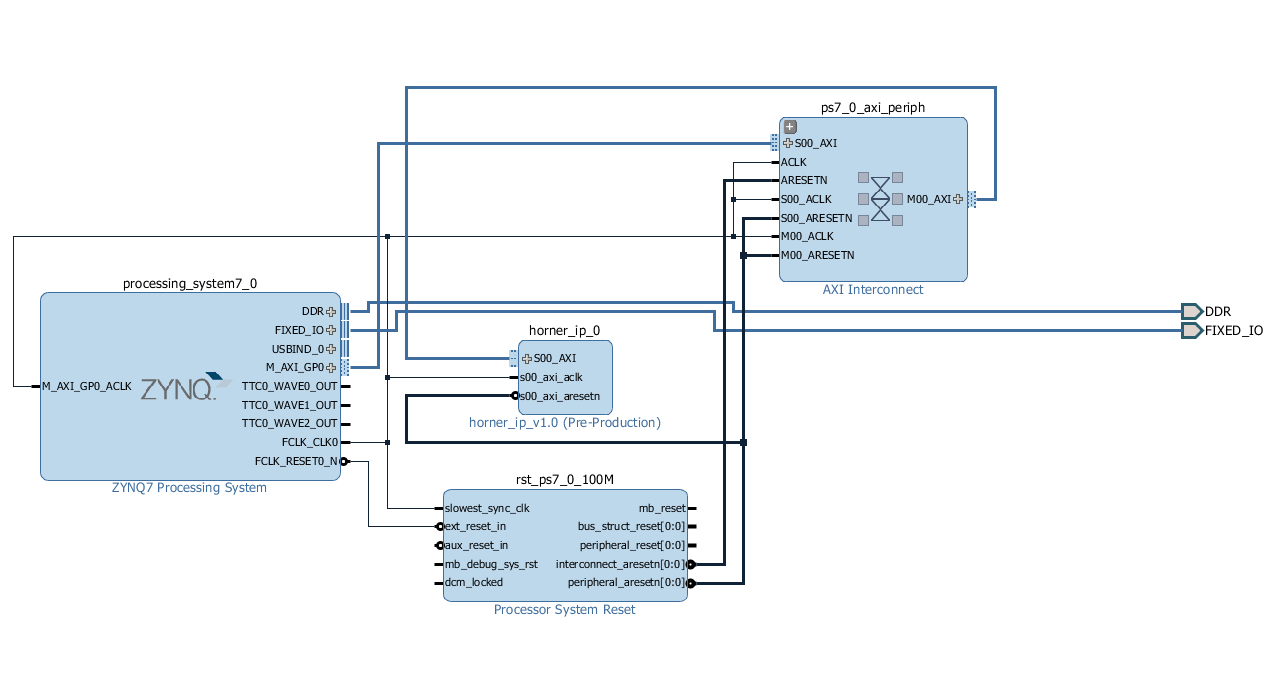 ps7_0_axi_periph
S00_AXI
ACLK
ARESETN
S00_ACLK
M00_AXI
S00_ARESETN
M00_ACLK
M00_ARESETN
AXI Interconnect
processing_system7_0
DDR
FIXED_IO
USBIND_0
M_AXI_GP0
M_AXI_GP0_ACLK
ZYNQ
TTC0_WAVE0_OUT
TTC0_WAVE1_OUT
TTC0_WAVE2_OUT
FCLK_CLK0
FCLK_RESET0_N
ZYNQ7 Processing System
horner_ip_0
S00_AXI
s00_axi_aclk
s00_axi_aresetn
horner_ip_v1.0 (Pre-Production)
DDR
FIXED_IO
rst_ps7_0_100M
slowest_sync_clk
ext_reset_in
aux_reset_in
mb_debug_sys_rst
dcm_locked
mb_reset
bus_struct_reset[0:0]
peripheral_reset[0:0]
interconnect_aresetn[0:0]
peripheral_aresetn[0:0]
Processor System Reset